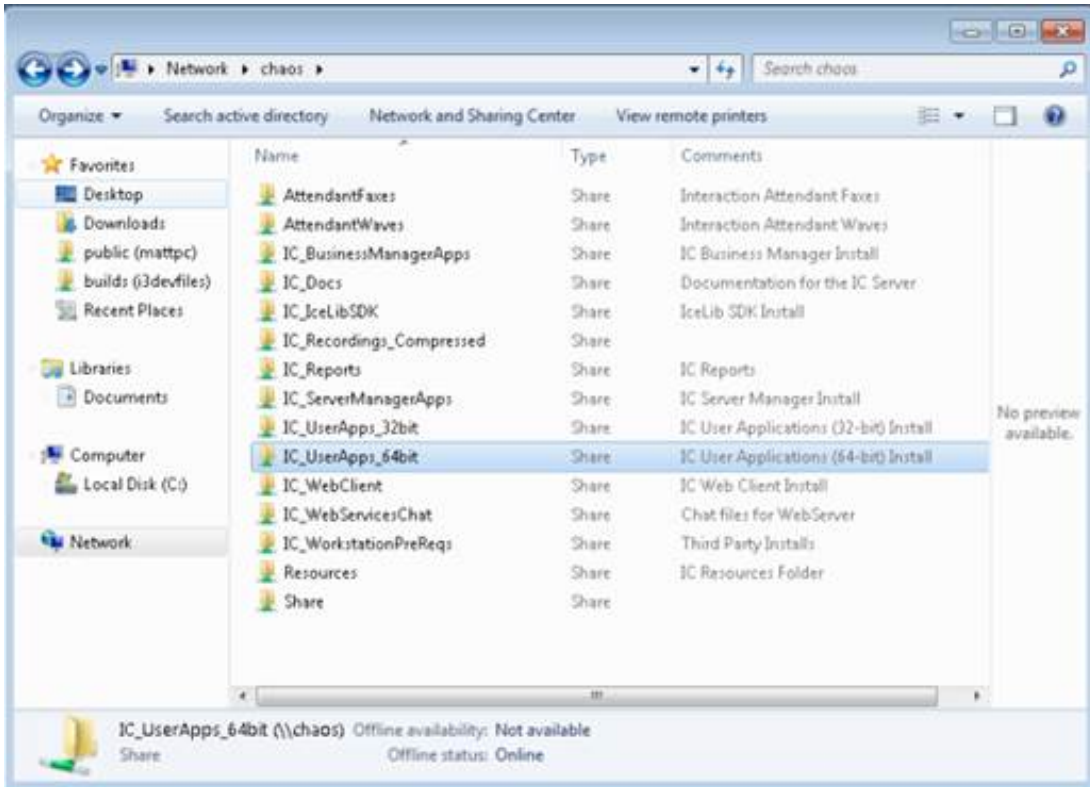 Network ▸ chaos ▸
Search chaos
Organize ▾ Search active directory Network and Sharing Center View remote printers
Favorites
Desktop
Downloads
public (mattpc)
builds (i3devfiles)
Recent Places
Libraries
Documents
Computer
Local Disk (C:)
Network
Name Type Comments
AttendantFaxes Share Interaction Attendant Faxes
AttendantWaves Share Interaction Attendant Waves
IC_BusinessManagerApps Share IC Business Manager Install
IC_Docs Share Documentation for the IC Server
IC_IceLibSDK Share IceLib SDK Install
IC_Recordings_Compressed Share
IC_Reports Share IC Reports
IC_ServerManagerApps Share IC Server Manager Install
IC_UserApps_32bit Share IC User Applications (32-bit) Install
IC_UserApps_64bit Share IC User Applications (64-bit) Install
IC_WebClient Share IC Web Client Install
IC_WebServicesChat Share Chat files for WebServer
IC_WorkstationPreReqs Share Third Party Installs
Resources Share IC Resources Folder
Share Share
No preview
available.
IC_UserApps_64bit (\\chaos) Offline availability: Not available
Share Offline status: Online